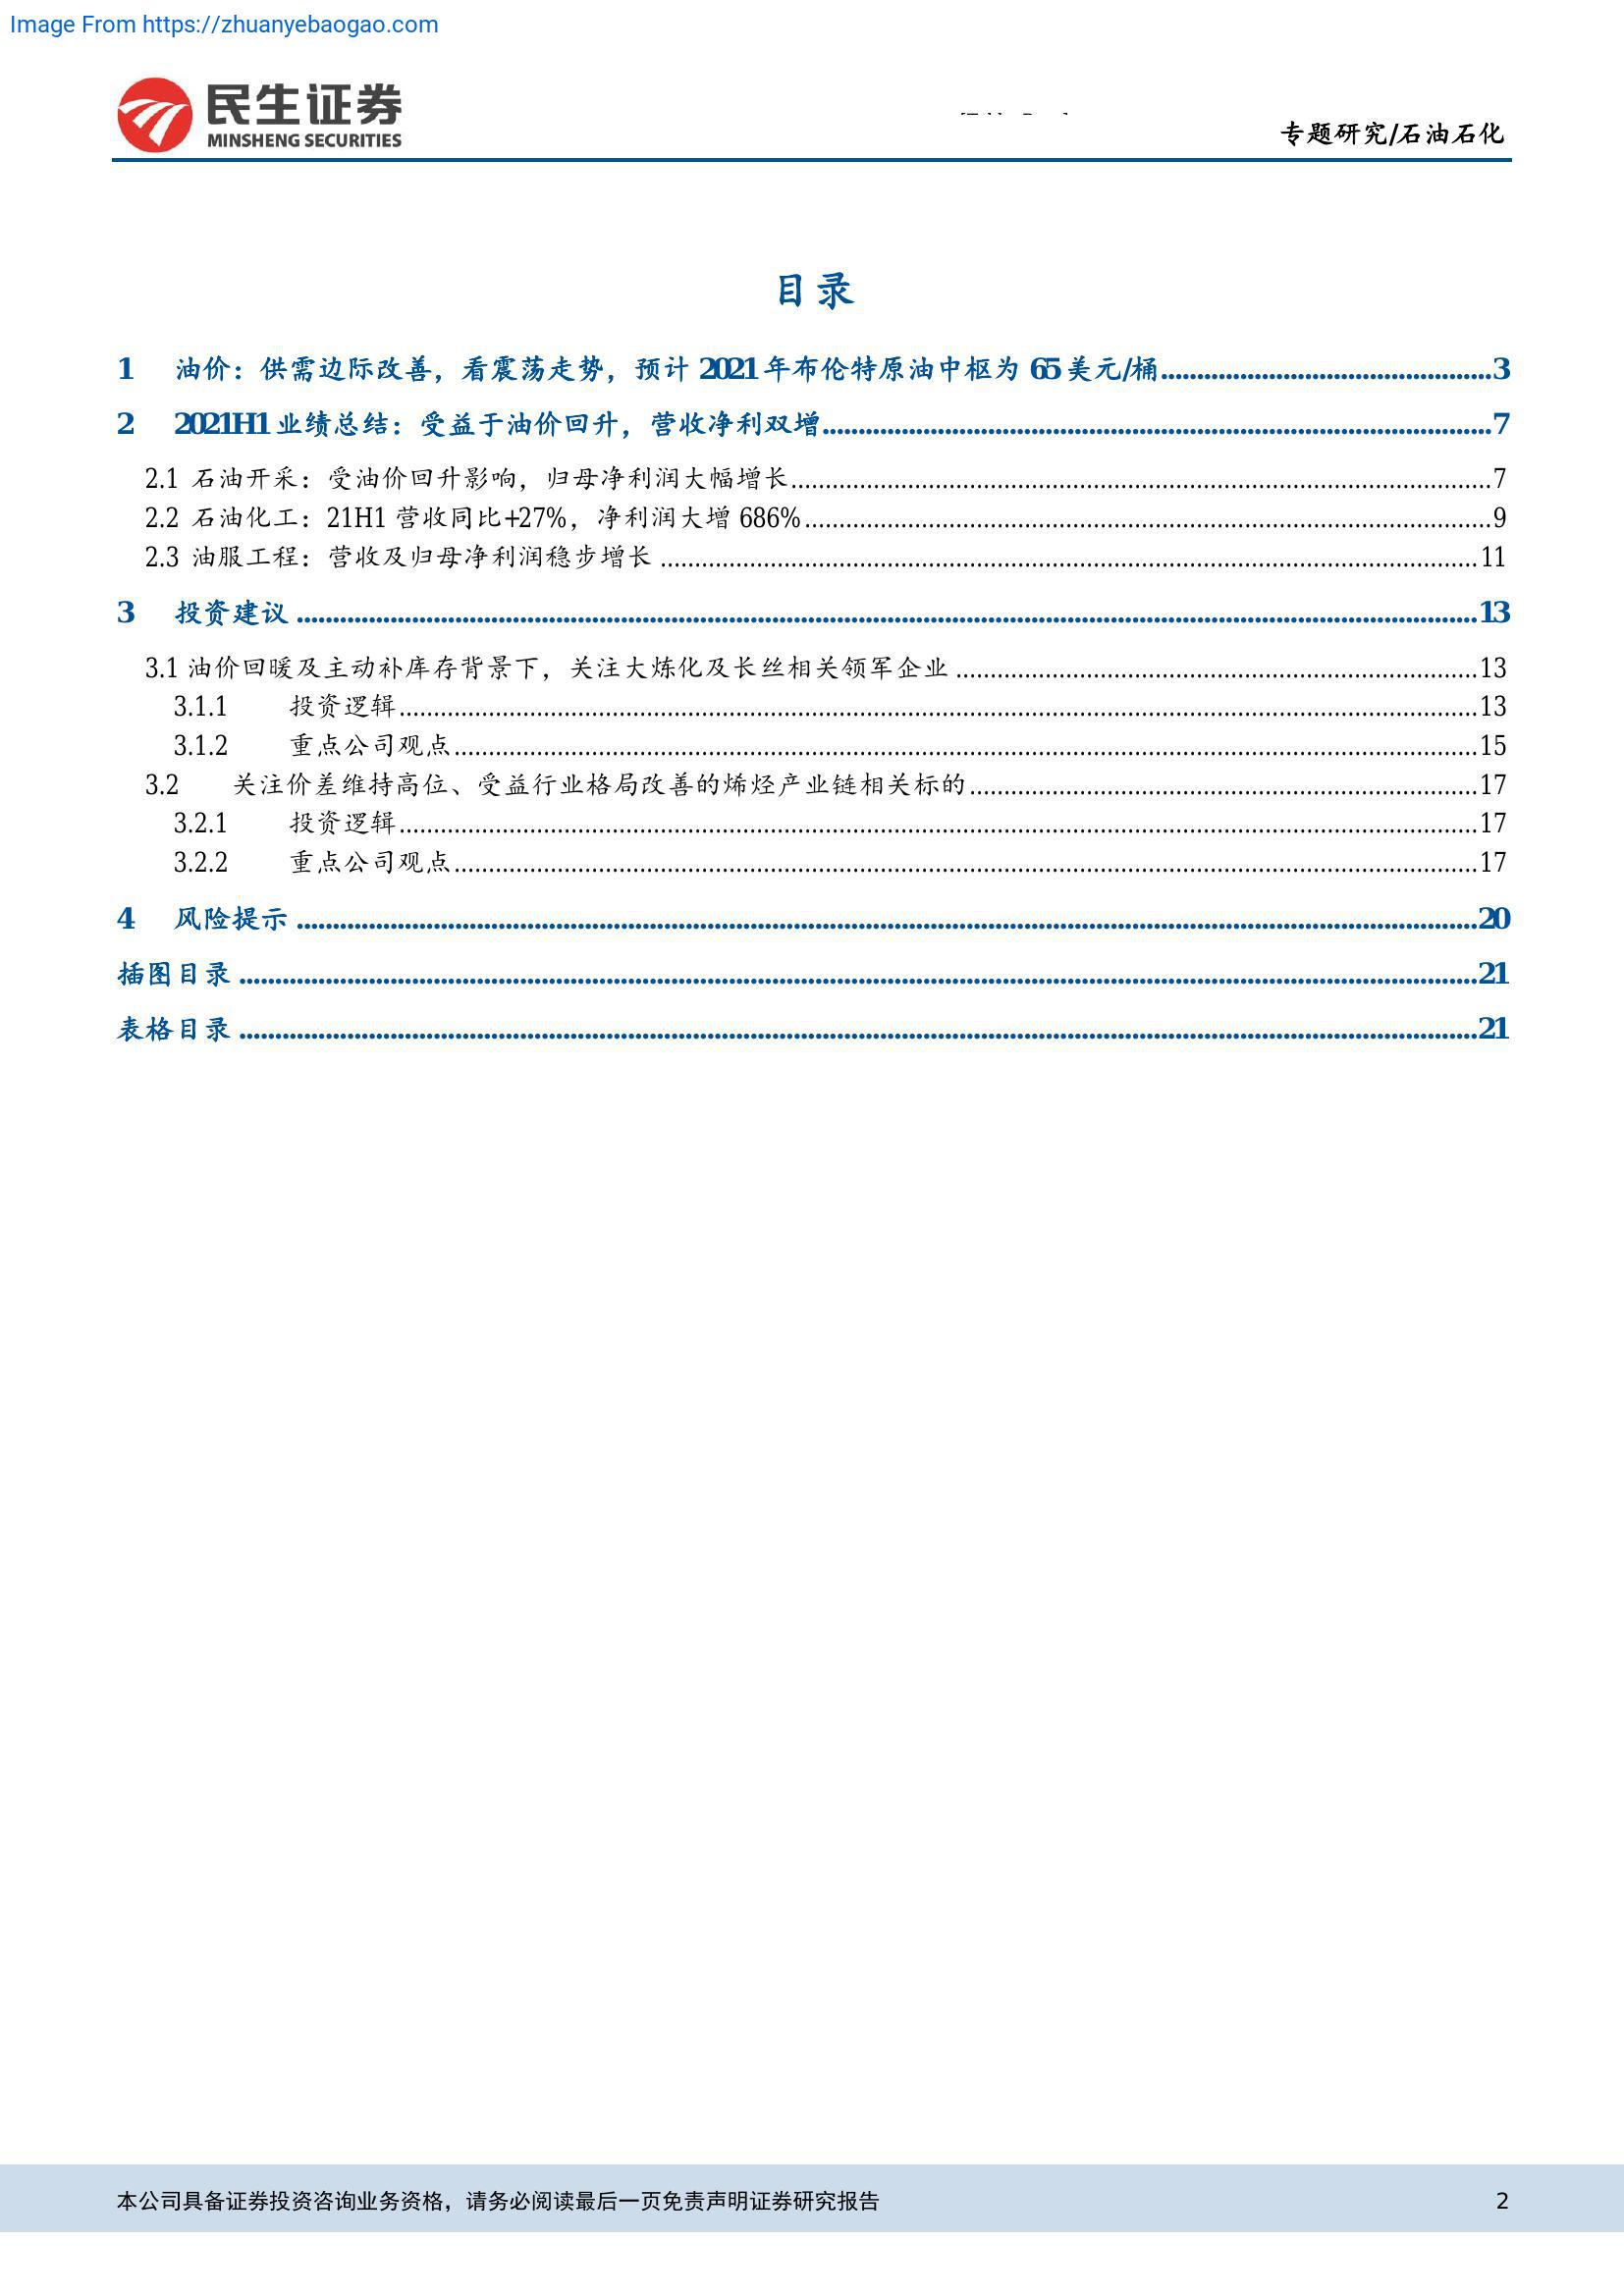 Image From https://zhuanyebaogao.com
民生证券
MINSHENG SECURITIES
专题研究/石油石化
目录
1 油价：供需边际改善，看震荡走势，预计 2021 年布伦特原油中枢为 65 美元/桶..............................................3
2 2021H1 业绩总结：受益于油价回升，营收净利双增..............................................7
2.1 石油开采：受油价回升影响，归母净利润大幅增长..............................................7
2.2 石油化工：21H1 营收同比+27%，净利润大增 686%..............................................9
2.3 油服工程：营收及归母净利润稳步增长..............................................11
3 投资建议..............................................13
3.1 油价回暖及主动补库存背景下，关注大炼化及长丝相关领军企业..............................................13
3.1.1 投资逻辑..............................................13
3.1.2 重点公司观点..............................................15
3.2 关注价差维持高位、受益行业格局改善的烯烃产业链相关标的..............................................17
3.2.1 投资逻辑..............................................17
3.2.2 重点公司观点..............................................17
4 风险提示..............................................20
插图目录..............................................21
表格目录..............................................21
本公司具备证券投资咨询业务资格，请务必阅读最后一页免责声明证券研究报告 2